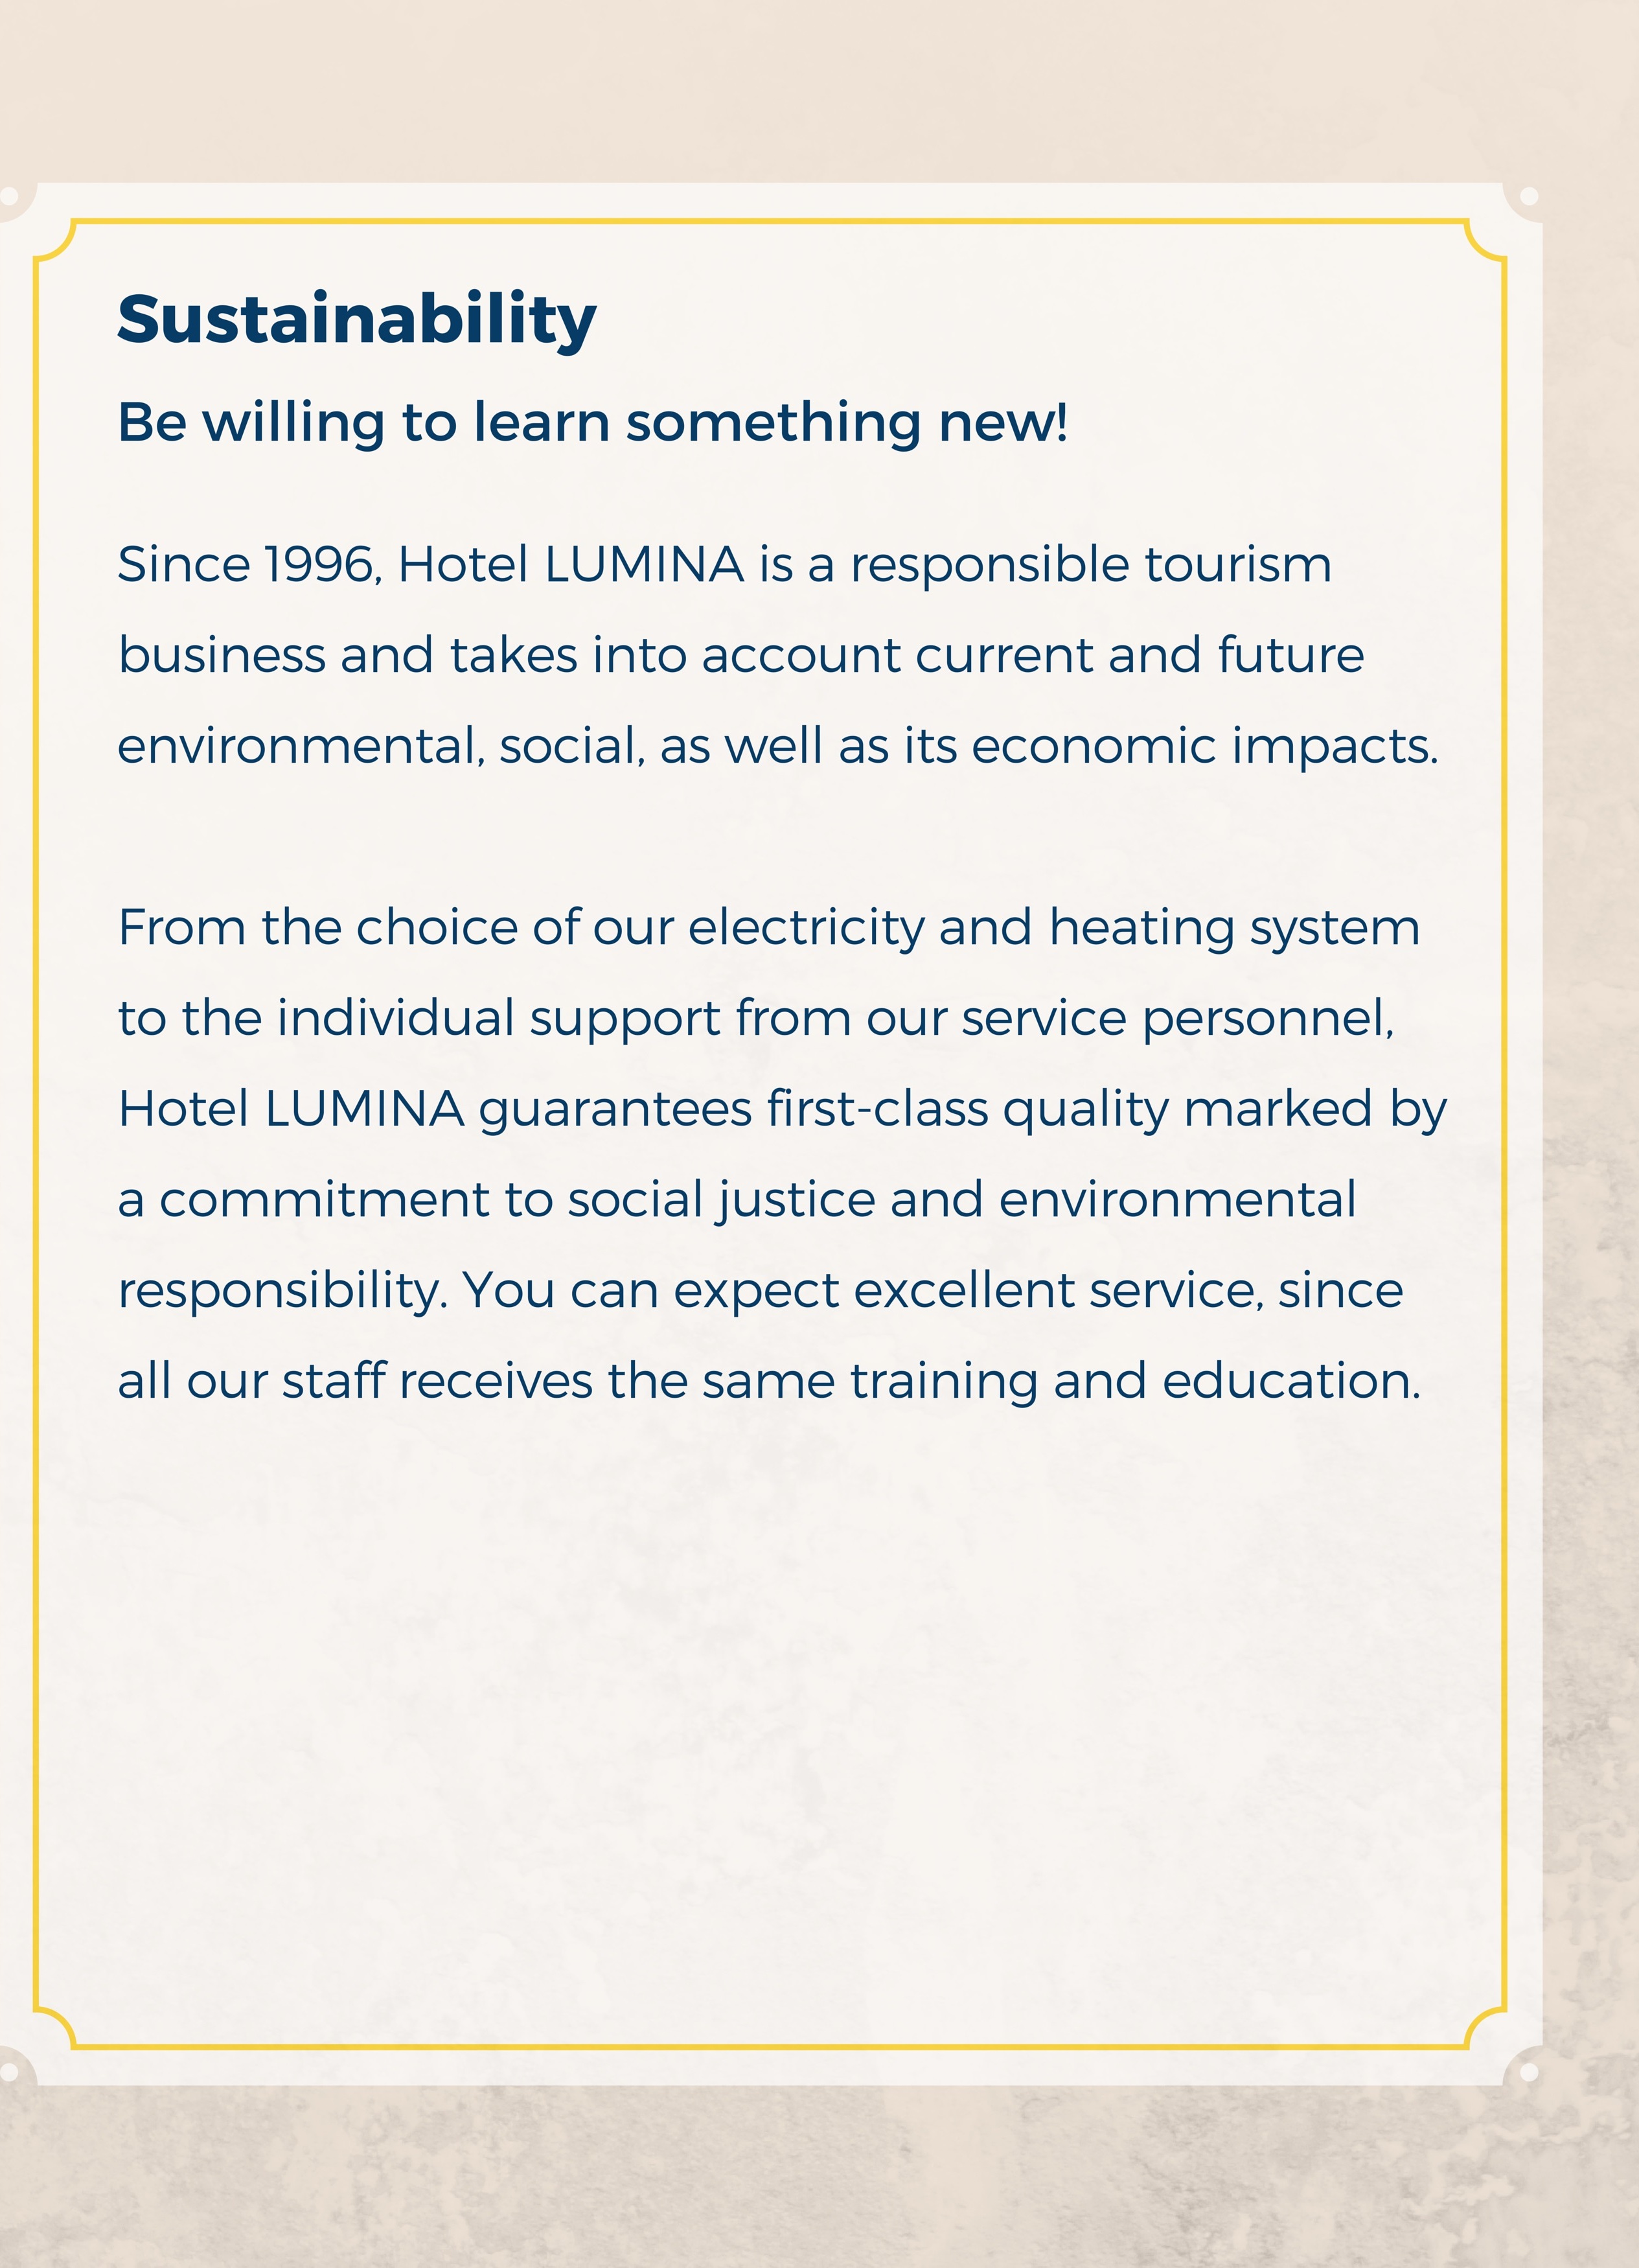 Sustainability
Be willing to learn something new!
Since 1996, Hotel LUMINA is a responsible tourism
business and takes into account current and future
environmental, social, as well as its economic impacts.
From the choice of our electricity and heating system
to the individual support from our service personnel,
Hotel LUMINA guarantees first-class quality marked by
a commitment to social justice and environmental
responsibility. You can expect excellent service, since
all our staff receives the same training and education.